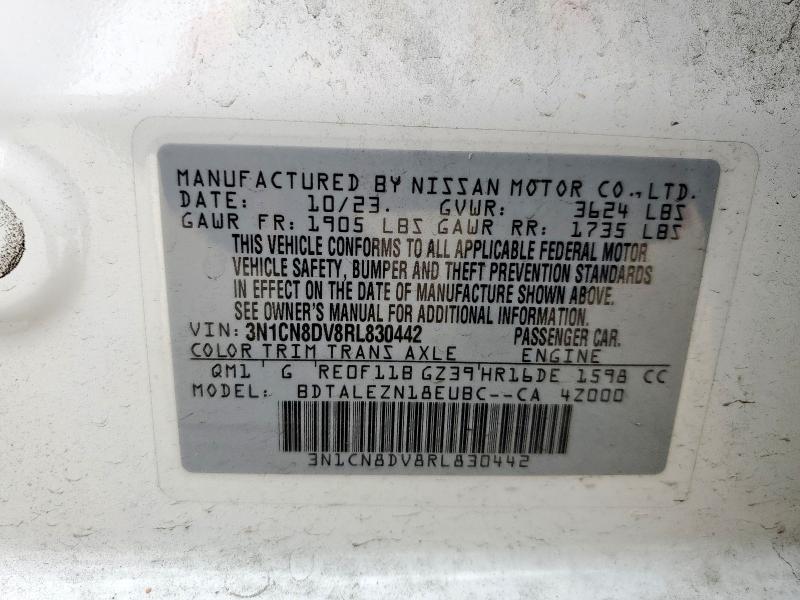 MANUFACTURED BY NISSAN MOTOR CO., LTD.
DATE: 10/23. GVWR: 3624 LBS
GAWR FR: 1905 LBS GAWR RR: 1735 LBS
THIS VEHICLE CONFORMS TO ALL APPLICABLE FEDERAL MOTOR
VEHICLE SAFETY, BUMPER AND THEFT PREVENTION STANDARDS
IN EFFECT ON THE DATE OF MANUFACTURE SHOWN ABOVE.
SEE OWNER'S MANUAL FOR ADDITIONAL INFORMATION.
VIN: 3N1CN8DV8RL830442 PASSENGER CAR.
COLOR TRIM TRANS AXLE ENGINE
QM1 G RE0F11B GZ39 HR16DE 1598 CC
MODEL: BDTALEZN18EUBC--CA 4Z000
3N1CN8DV8RL830442